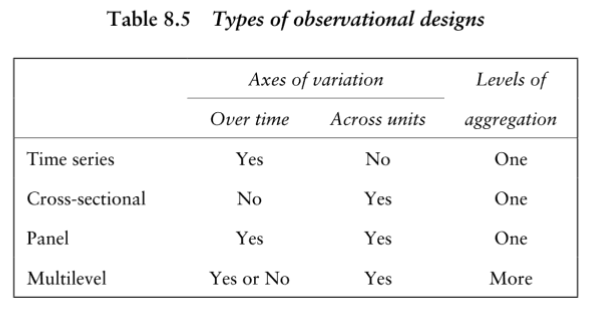 Table 8.5 Types of observational designs
Axes of variation Levels of
Over time Across units aggregation
Time series Yes No One
Cross-sectional No Yes One
Panel Yes Yes One
Multilevel Yes or No Yes More